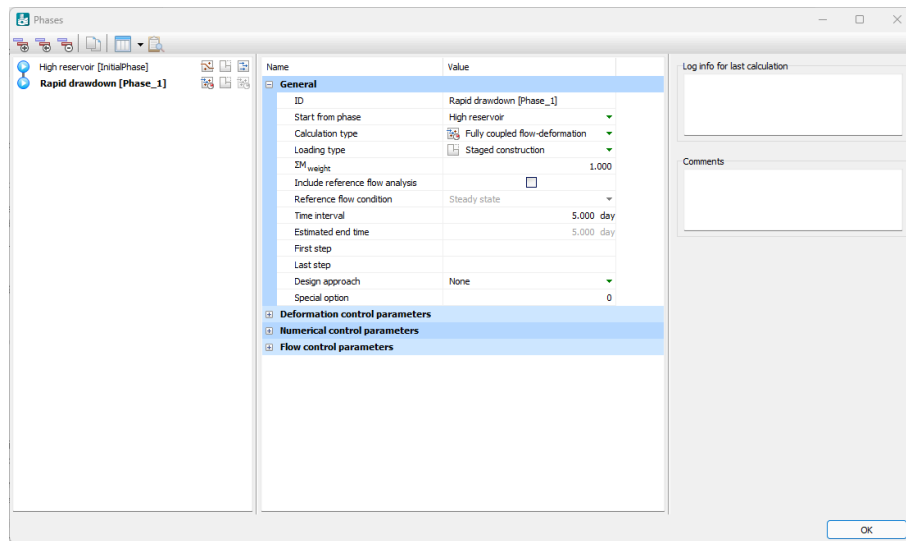 Phases
High reservoir [InitialPhase]
Rapid drawdown [Phase_1]
Name Value
General
ID Rapid drawdown [Phase_1]
Start from phase High reservoir
Calculation type Fully coupled flow-deformation
Loading type Staged construction
ΣM weight 1.000
Include reference flow analysis
Reference flow condition Steady state
Time interval 5.000 day
Estimated end time 5.000 day
First step
Last step
Design approach None
Special option 0
Deformation control parameters
Numerical control parameters
Flow control parameters
Log info for last calculation
Comments
OK